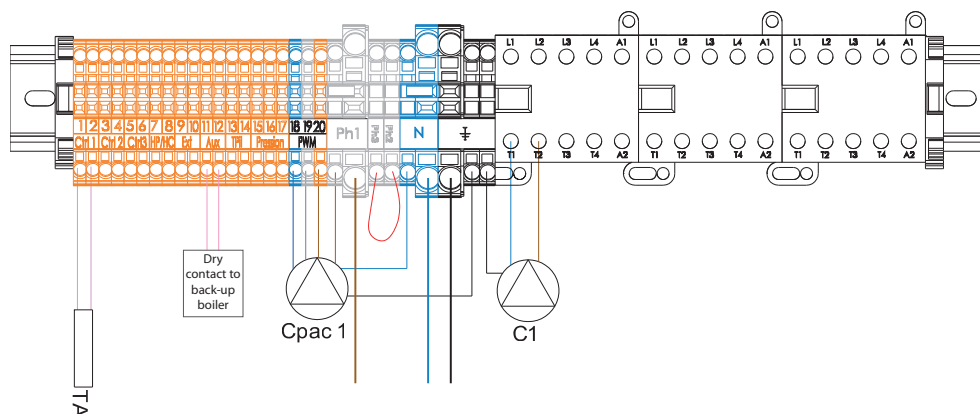 L1 L2 L3 L4 A1 L1 L2 L3 L4 A1 L1 L2 L3 L4 A1
1 2 3 4 5 6 7 8 9 10 11 12 13 14 15 16 17 18 19 20
Ctrl 1 Ctrl 2 Ctrl3 HP/HC Ext Aux TPI Pression PWM
Ph1 Ph3 Ph2 N
T1 T2 T3 T4 A2 T1 T2 T3 T4 A2 T1 T2 T3 T4 A2
Dry
contact to
back-up
boiler
Cpac 1
C1
TA